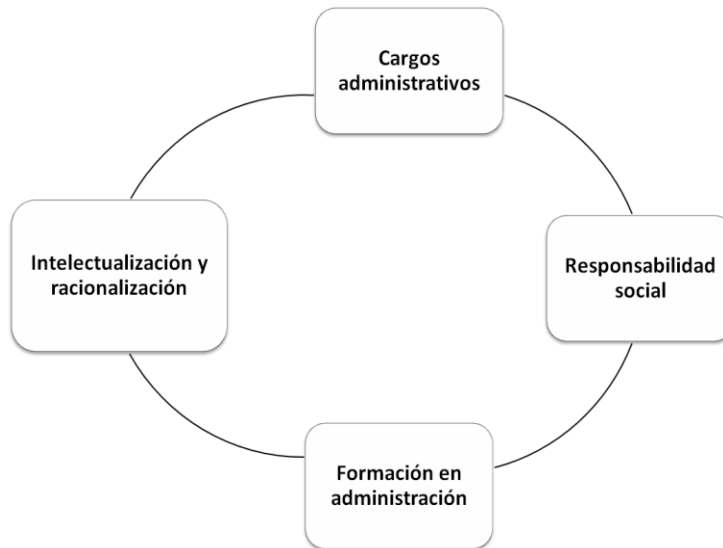 Cargos
administrativos
Intelectualización y
racionalización
Responsabilidad
social
Formación en
administración